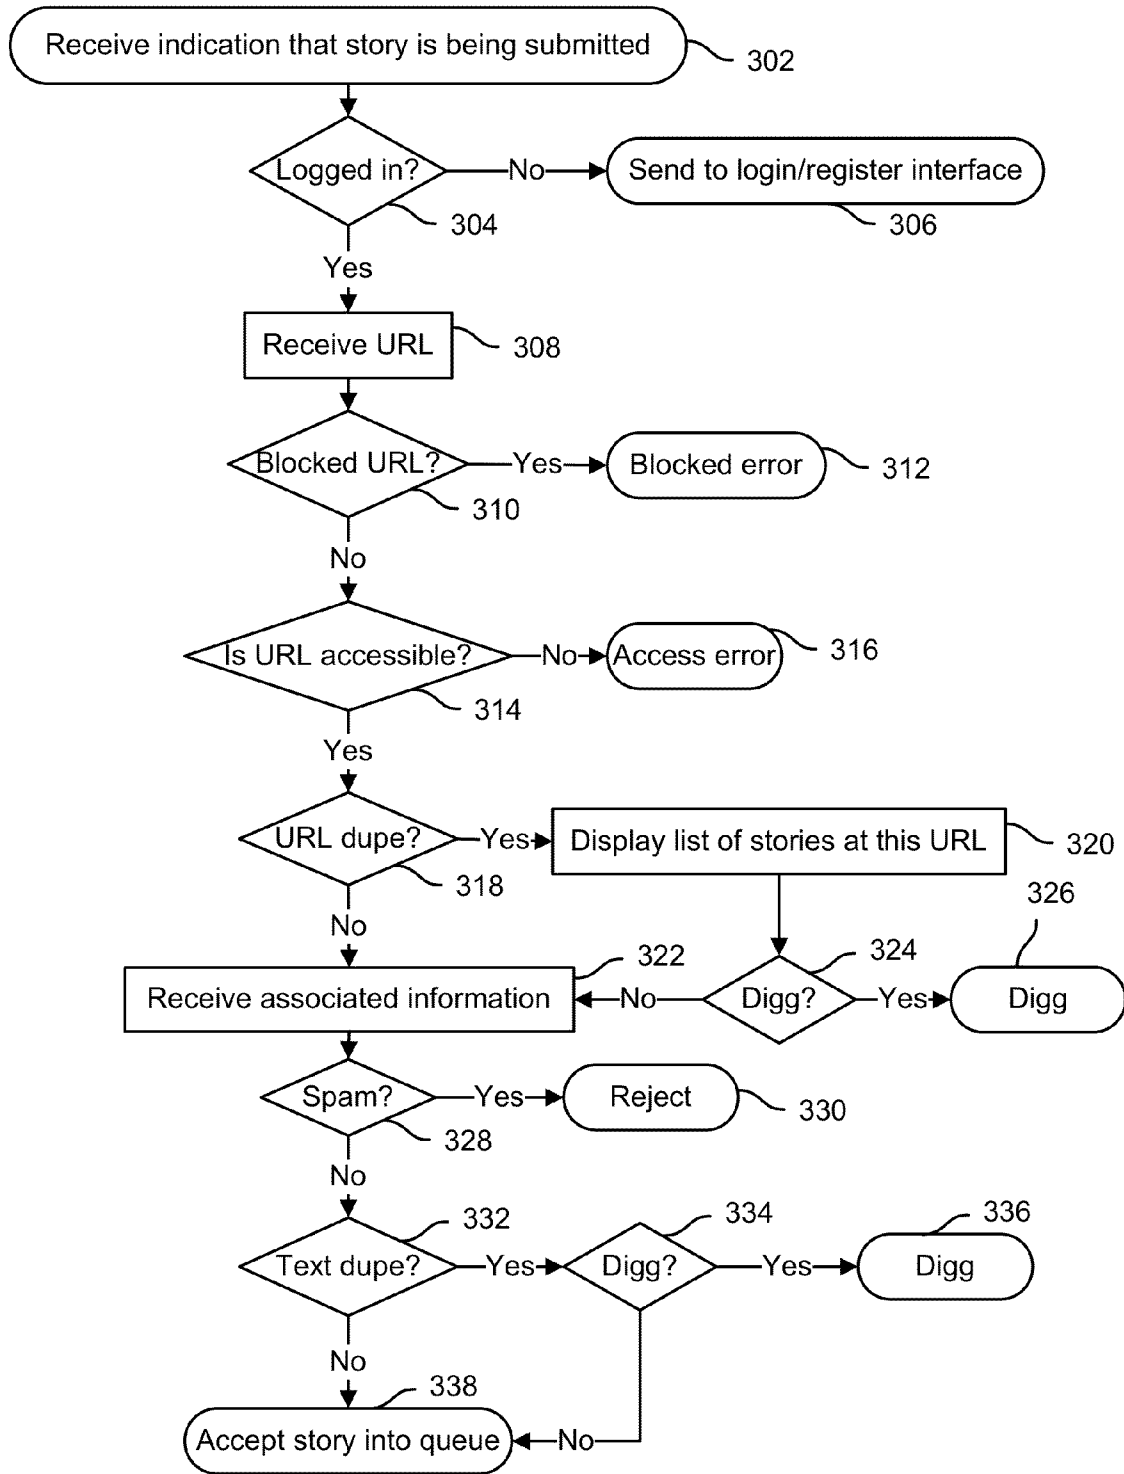 Receive indication that story is being submitted
302
Logged in?
No
Send to login/register interface
304
306
Yes
Receive URL
308
Blocked URL?
Yes
Blocked error
312
310
No
Is URL accessible?
No
Access error
316
314
Yes
URL dupe?
Yes
Display list of stories at this URL
320
318
326
No
322
324
Receive associated information
No
Digg?
Yes
Digg
Spam?
Yes
Reject
330
328
No
332
334
336
Text dupe?
Yes
Digg?
Yes
Digg
No
338
Accept story into queue
No